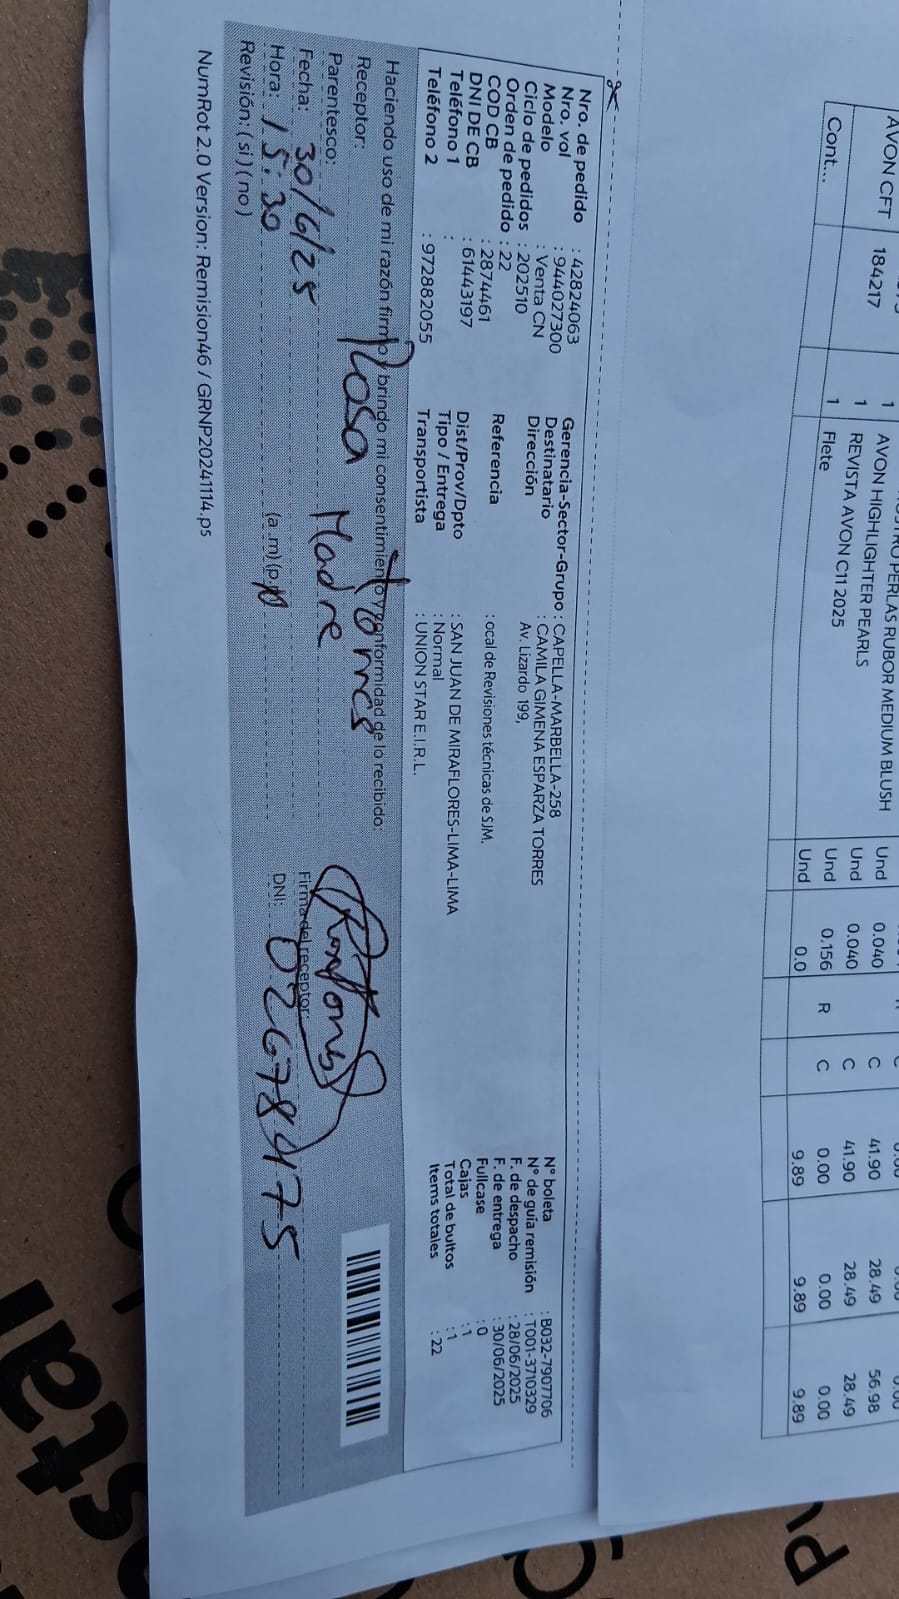 AVON CFT 184217 1 AVON HIGHLIGHTER PEARLS Und 0.040 C 41.90 28.49 56.98
1 REVISTA AVON C11 2025 Und 0.040 C 41.90 28.49 28.49
Cont.... 1 Flete Und 0.156 R C 0.00 0.00 0.00
Und 0.0 9.89 9.89 9.89
PERLAS RUBOR MEDIUM BLUSH
Nro. de pedido : 42824063
Nro. val : 944027300
Modelo : Venta CN
Ciclo de pedidos : 202510
Orden de pedido : 22
COD CB : 2874461
DNI DE CB : 61443197
Teléfono 1 :
Teléfono 2 : 972882055
Gerencia-Sector-Grupo : CAPELLA-MARBELLA-258
Destinatario : CAMILA GIMENA ESPARZA TORRES
Dirección Av. Lizardo 199,
Referencia : ocal de Revisiones técnicas de SJM.
Dist/Prov/Dpto : SAN JUAN DE MIRAFLORES-LIMA-LIMA
Tipo / Entrega : Normal
Transportista : UNION STAR E.I.R.L.
N° boleta : B032-7907706
N° de guía remisión : T001-3710329
F. de despacho : 28/06/2025
F. de entrega : 30/06/2025
Fullcase : 0
Cajas : 1
Total de bultos : 1
Items totales : 22
Haciendo uso de mi razón firmo y brindo mi consentimiento y conformidad de lo recibido:
Receptor: Rosa Torres
Parentesco: Madre
Fecha: 30/6/25
Hora: 15:30 (a.m)(p.m)
Revisión: (si) (no)
Firma del receptor:
DNI:
NumRot 2.0 Version: Remision46 / GRNP20241114.ps